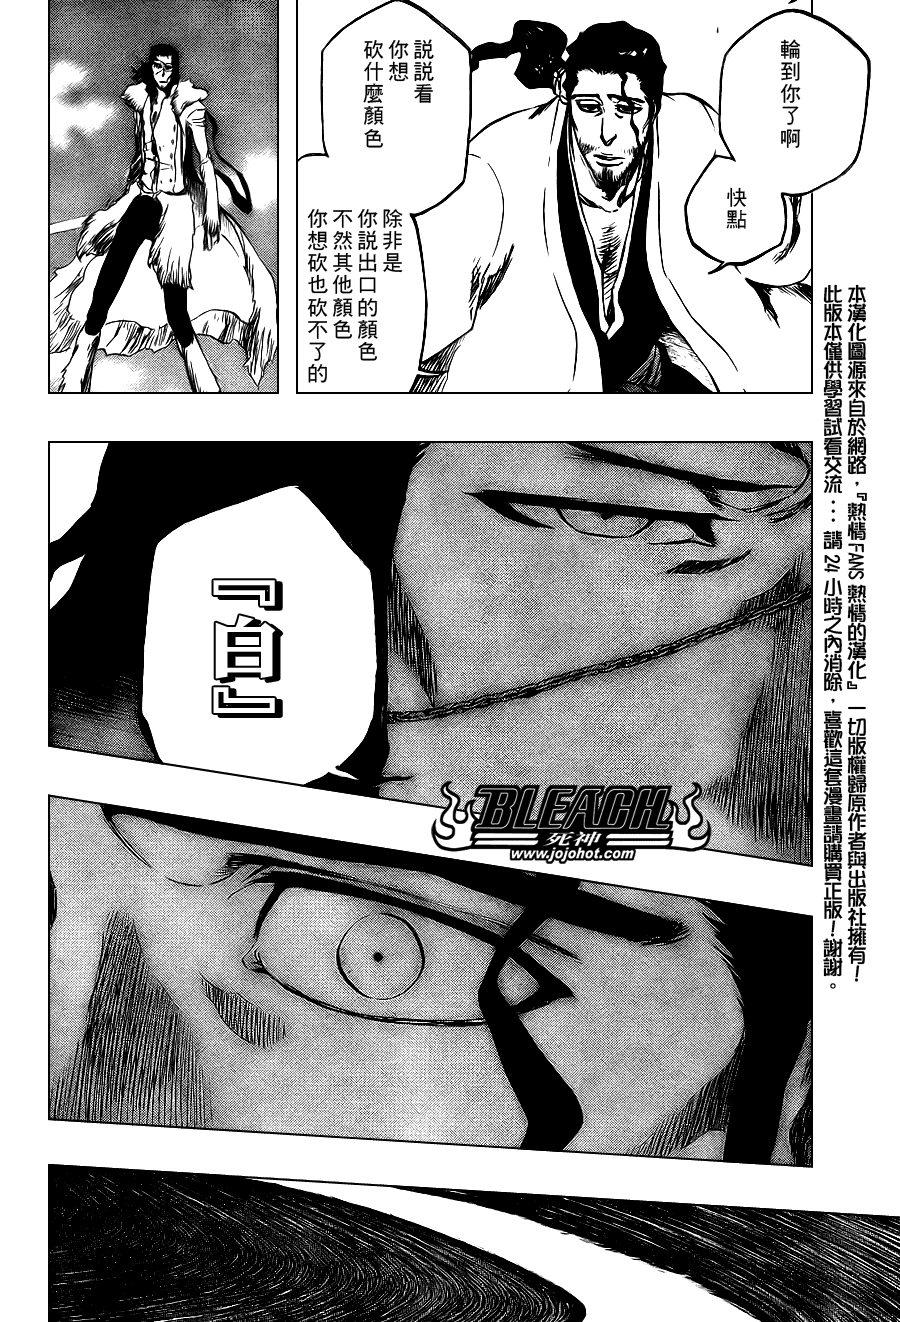 輪到你了啊
快點
説説看
你想
砍什麼顏色
除非是
你説出口的顏色
不然其他顏色
你想砍也砍不了的
『白』
BLEACH
死神
www.jojohot.com
本漢化圖源來自於網路，『熱情FANS熱情的漢化』一切版權歸原作者與出版社擁有！
此版本僅供學習試看交流…請24小時之內消除，喜歡這套漫畫請購買正版！謝謝。